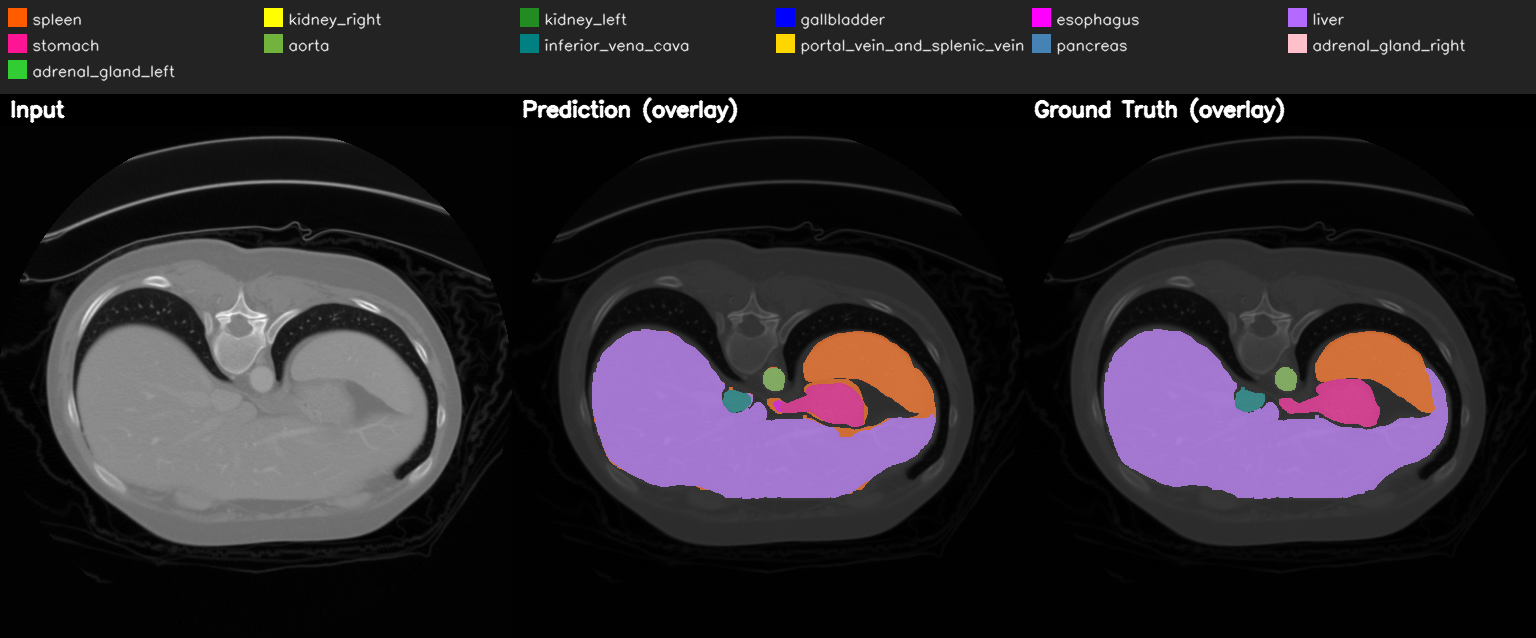 spleen kidney_right kidney_left gallbladder esophagus liver
stomach aorta inferior_vena_cava portal_vein_and_splenic_vein pancreas adrenal_gland_right
adrenal_gland_left
Input Prediction (overlay) Ground Truth (overlay)